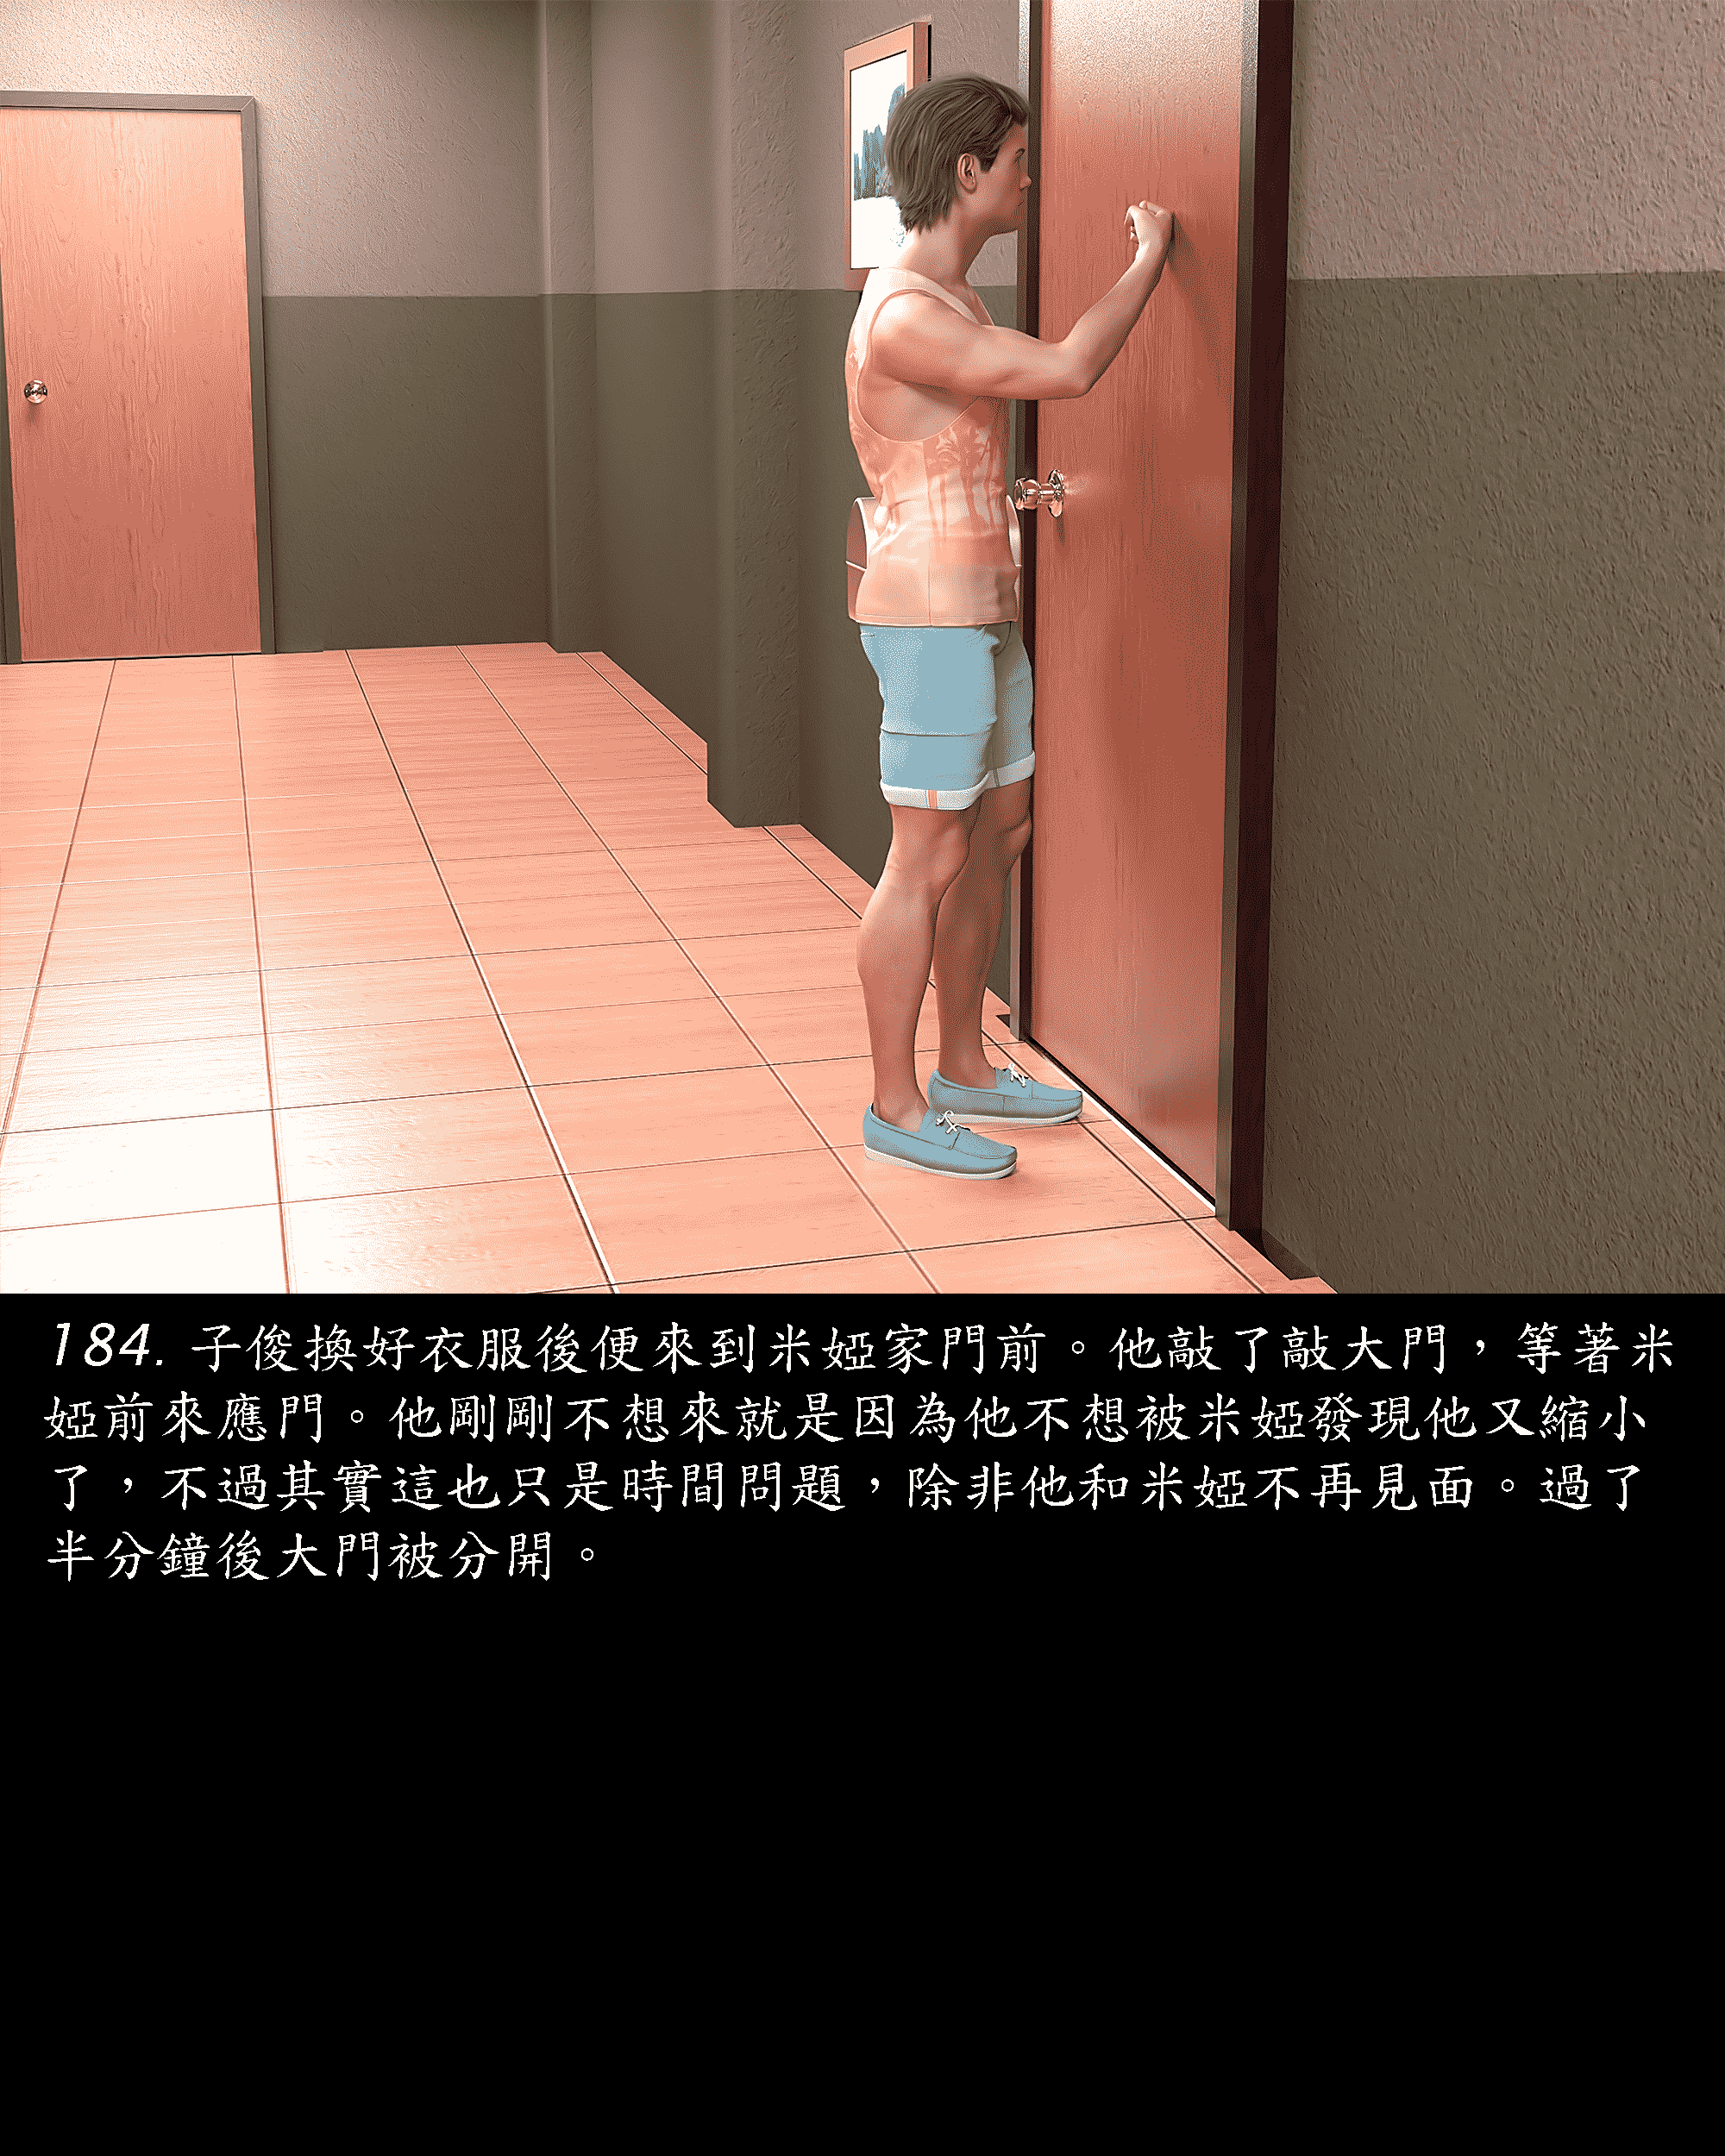 184. 子俊換好衣服後便來到米婭家門前。他敲了敲大門，等著米
婭前來應門。他剛剛不想來就是因為他不想被米婭發現他又縮小
了，不過其實這也只是時間問題，除非他和米婭不再見面。過了
半分鐘後大門被分開。